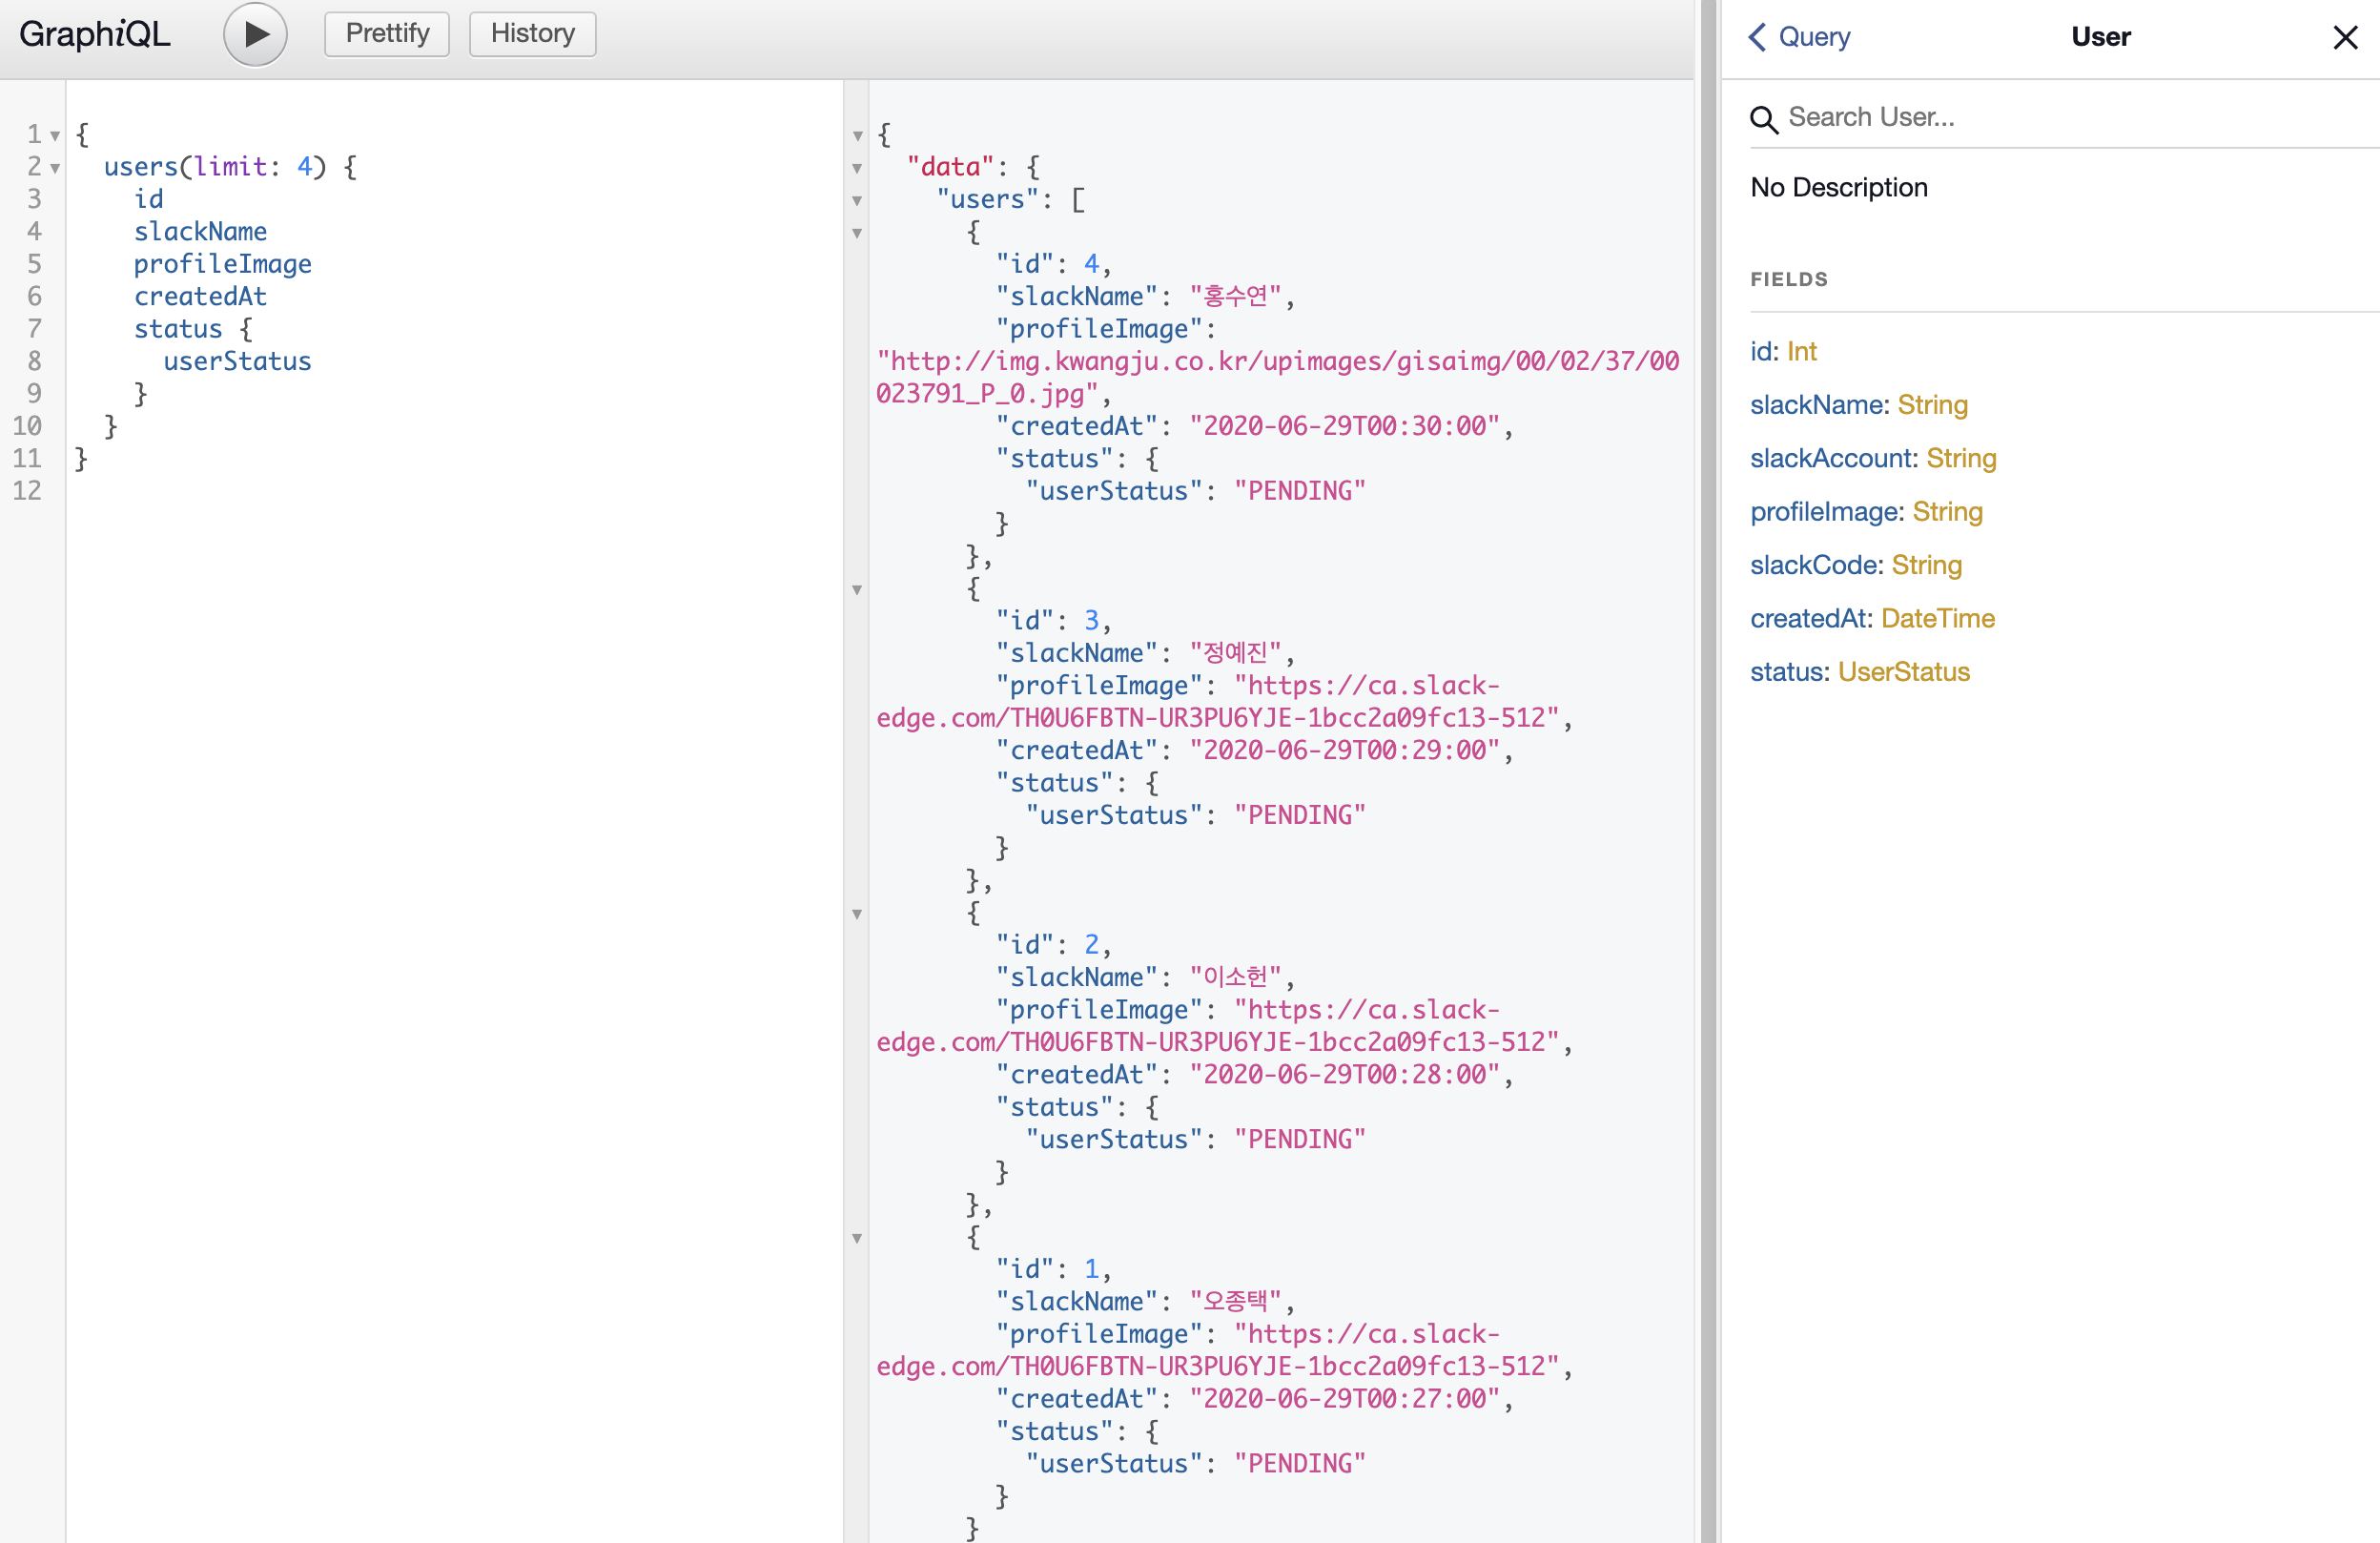 GraphiQL
Prettify
History
1 {
2 users(limit: 4) {
3 id
4 slackName
5 profileImage
6 createdAt
7 status {
8 userStatus
9 }
10 }
11 }
12
{
"data": {
"users": [
{
"id": 4,
"slackName": "홍수연",
"profileImage":
"http://img.kwangju.co.kr/upimages/gisaimg/00/02/37/00
023791_P_0.jpg",
"createdAt": "2020-06-29T00:30:00",
"status": {
"userStatus": "PENDING"
}
},
{
"id": 3,
"slackName": "정예진",
"profileImage": "https://ca.slack-
edge.com/TH0U6FBTN-UR3PU6YJE-1bcc2a09fc13-512",
"createdAt": "2020-06-29T00:29:00",
"status": {
"userStatus": "PENDING"
}
},
{
"id": 2,
"slackName": "이소헌",
"profileImage": "https://ca.slack-
edge.com/TH0U6FBTN-UR3PU6YJE-1bcc2a09fc13-512",
"createdAt": "2020-06-29T00:28:00",
"status": {
"userStatus": "PENDING"
}
},
{
"id": 1,
"slackName": "오종택",
"profileImage": "https://ca.slack-
edge.com/TH0U6FBTN-UR3PU6YJE-1bcc2a09fc13-512",
"createdAt": "2020-06-29T00:27:00",
"status": {
"userStatus": "PENDING"
}
}
Query
User
Search User...
No Description
FIELDS
id: Int
slackName: String
slackAccount: String
profileImage: String
slackCode: String
createdAt: DateTime
status: UserStatus